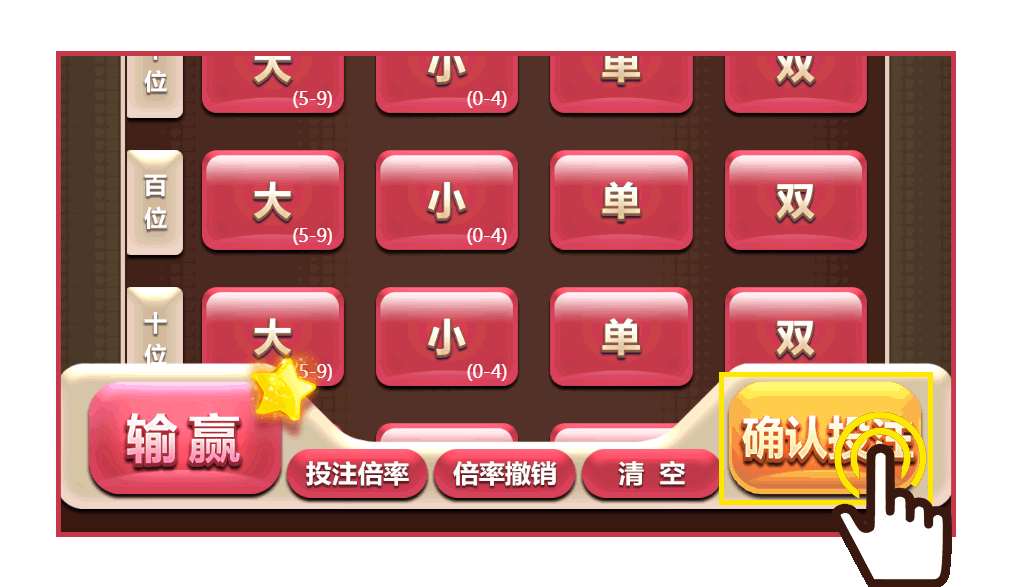 位 大 小 单 双
(5-9) (0-4)
百位 大 小 单 双
(5-9) (0-4)
十位 大 小 单 双
5-9) (0-4)
输赢 确认投注
投注倍率 倍率撤销 清空